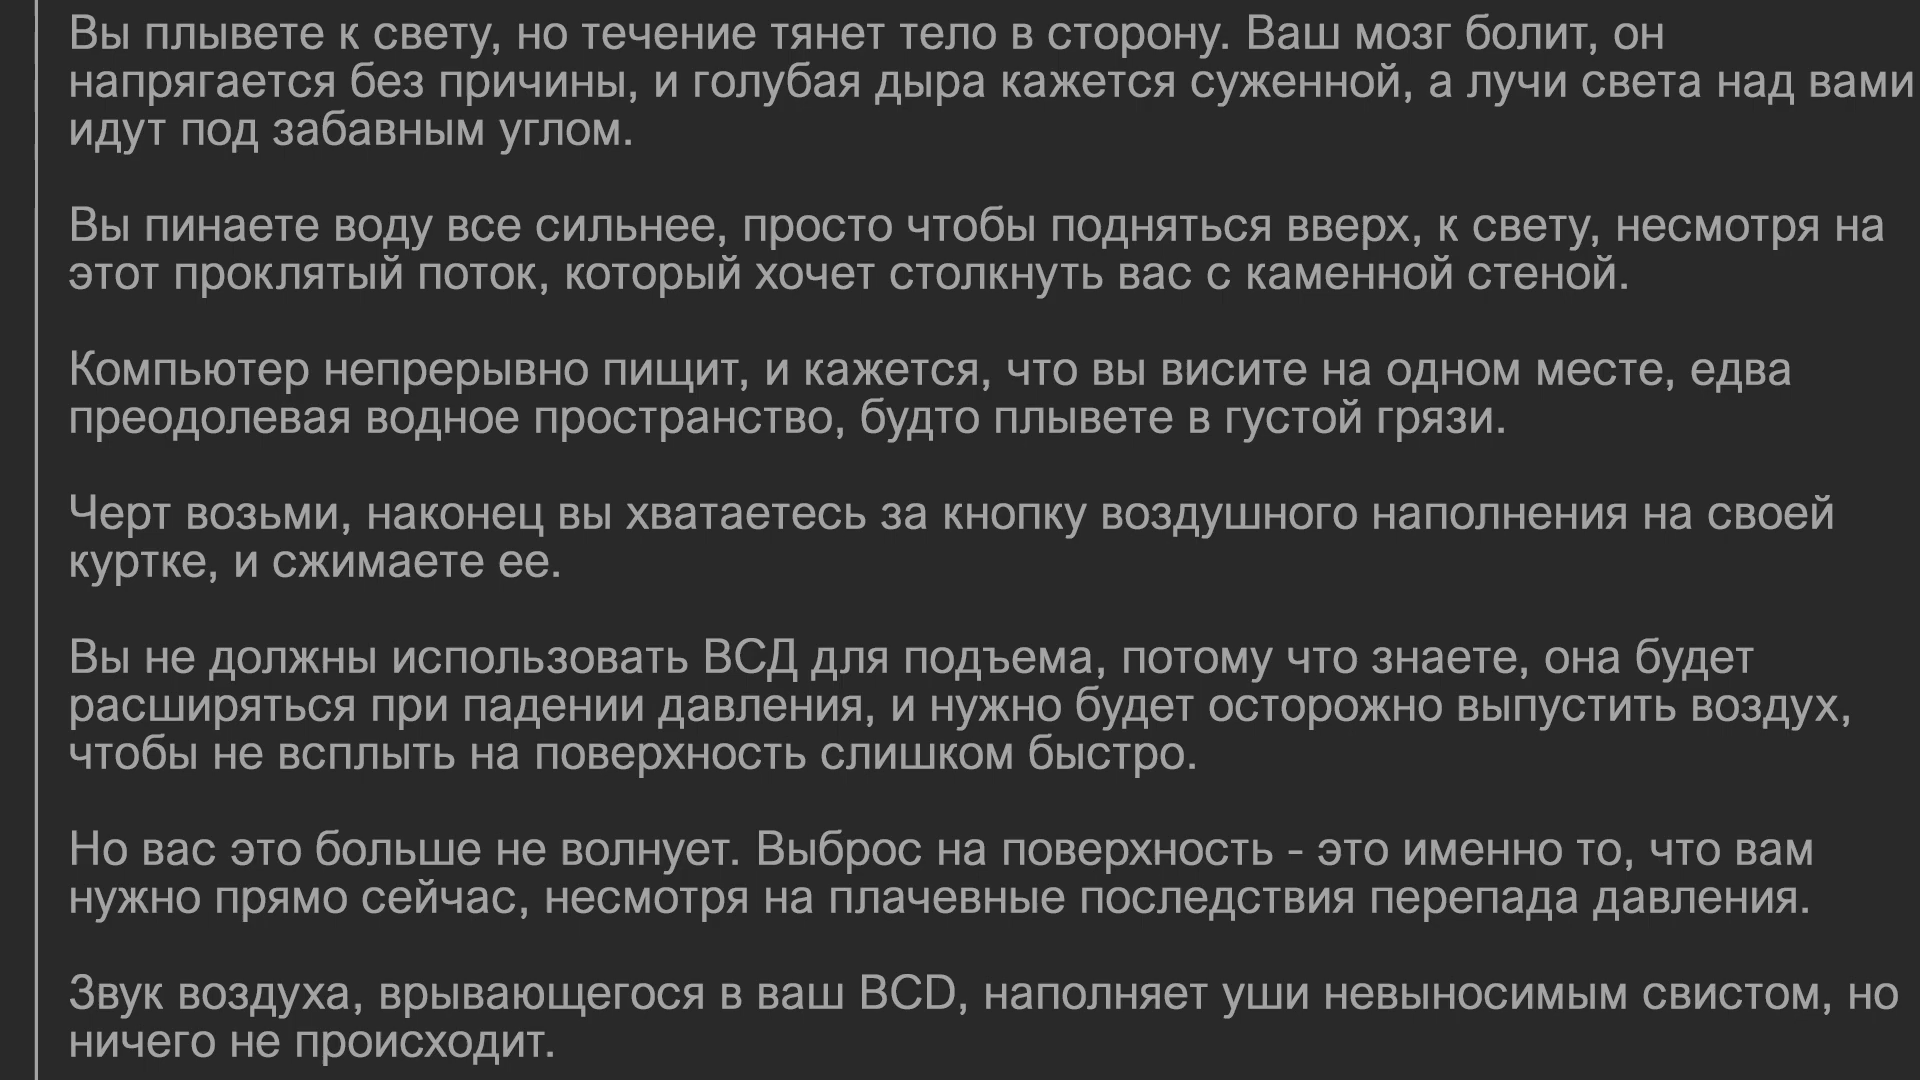 Вы плывете к свету, но течение тянет тело в сторону. Ваш мозг болит, он
напрягается без причины, и голубая дыра кажется суженной, а лучи света над вами
идут под забавным углом.
Вы пинаете воду все сильнее, просто чтобы подняться вверх, к свету, несмотря на
этот проклятый поток, который хочет столкнуть вас с каменной стеной.
Компьютер непрерывно пищит, и кажется, что вы висите на одном месте, едва
преодолевая водное пространство, будто плывете в густой грязи.
Черт возьми, наконец вы хватаетесь за кнопку воздушного наполнения на своей
куртке, и сжимаете ее.
Вы не должны использовать ВСД для подъема, потому что знаете, она будет
расширяться при падении давления, и нужно будет осторожно выпустить воздух,
чтобы не всплыть на поверхность слишком быстро.
Но вас это больше не волнует. Выброс на поверхность - это именно то, что вам
нужно прямо сейчас, несмотря на плачевные последствия перепада давления.
Звук воздуха, врывающегося в ваш BCD, наполняет уши невыносимым свистом, но
ничего не происходит.